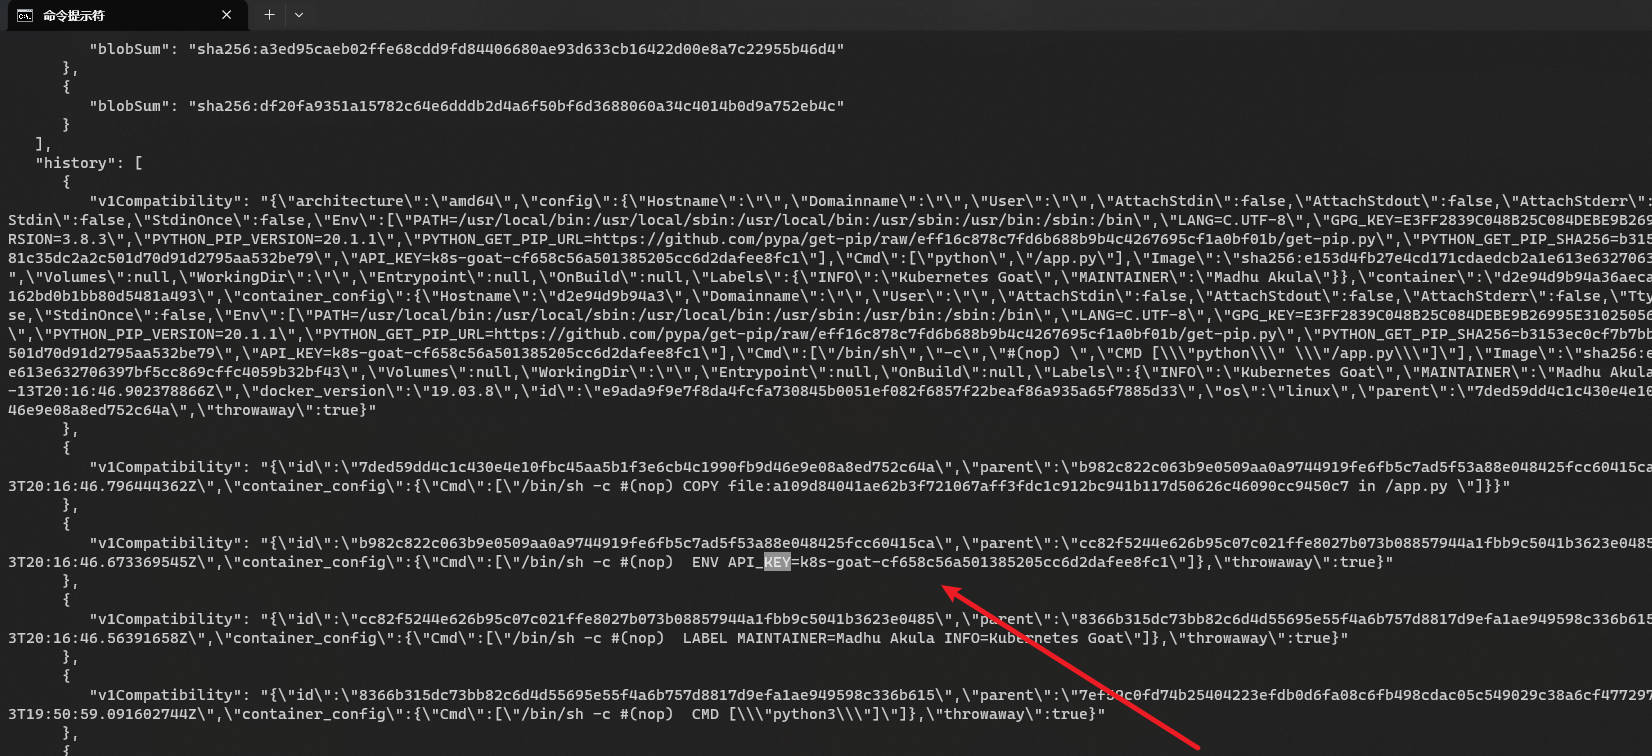 命令提示符
"blobSum": "sha256:a3ed95caeb02ffe68cdd9fd84406680ae93d633cb16422d00e8a7c22955b46d4"
},
{
"blobSum": "sha256:df20fa9351a15782c64e6dddb2d4a6f50bf6d3688060a34c4014b0d9a752eb4c"
}
],
"history": [
{
"v1Compatibility": "{\"architecture\":\"amd64\",\"config\":{\"Hostname\":\"\",\"Domainname\":\"\",\"User\":\"\",\"AttachStdin\":false,\"AttachStdout\":false,\"AttachStderr\":
Stdin\":false,\"StdinOnce\":false,\"Env\":[\"PATH=/usr/local/bin:/usr/local/sbin:/usr/local/bin:/usr/sbin:/usr/bin:/sbin:/bin\",\"LANG=C.UTF-8\",\"GPG_KEY=E3FF2839C048B25C084DEBE9B269
RSION=3.8.3\",\"PYTHON_PIP_VERSION=20.1.1\",\"PYTHON_GET_PIP_URL=https://github.com/pypa/get-pip/raw/eff16c878c7fd6b688b9b4c4267695cf1a0bf01b/get-pip.py\",\"PYTHON_GET_PIP_SHA256=b315
81c35dc2a2c501d70d91d2795aa532be79\",\"API_KEY=k8s-goat-cf658c56a501385205cc6d2dafee8fc1\"],\"Cmd\":[\"python\",\"/app.py\"],\"Image\":\"sha256:e153d4fb27e4cd171cdaedcb2a1e613e6327063
",\"Volumes\":null,\"WorkingDir\":\"\",\"Entrypoint\":null,\"OnBuild\":null,\"Labels\":{\"INFO\":\"Kubernetes Goat\",\"MAINTAINER\":\"Madhu Akula\"}},\"container\":\"d2e94d9b94a36aeca
162bd0b1bb80d5481a493\",\"container_config\":{\"Hostname\":\"d2e94d9b94a3\",\"Domainname\":\"\",\"User\":\"\",\"AttachStdin\":false,\"AttachStdout\":false,\"AttachStderr\":false,\"Tty
se,\"StdinOnce\":false,\"Env\":[\"PATH=/usr/local/bin:/usr/local/sbin:/usr/local/bin:/usr/sbin:/usr/bin:/sbin:/bin\",\"LANG=C.UTF-8\",\"GPG_KEY=E3FF2839C048B25C084DEBE9B26995E31025056
\",\"PYTHON_PIP_VERSION=20.1.1\",\"PYTHON_GET_PIP_URL=https://github.com/pypa/get-pip/raw/eff16c878c7fd6b688b9b4c4267695cf1a0bf01b/get-pip.py\",\"PYTHON_GET_PIP_SHA256=b3153ec0cf7b7bb
501d70d91d2795aa532be79\",\"API_KEY=k8s-goat-cf658c56a501385205cc6d2dafee8fc1\"],\"Cmd\":[\"/bin/sh\",\"-c\",\"#(nop) \",\"CMD [\\\"python\\\" \\\"/app.py\\\"]\"],\"Image\":\"sha256:e
e613e632706397bf5cc869cffc4059b32bf43\",\"Volumes\":null,\"WorkingDir\":\"\",\"Entrypoint\":null,\"OnBuild\":null,\"Labels\":{\"INFO\":\"Kubernetes Goat\",\"MAINTAINER\":\"Madhu Akula
-13T20:16:46.902378866Z\",\"docker_version\":\"19.03.8\",\"id\":\"e9ada9f9e7f8da4fcfa730845b0051ef082f6857f22beaf86a935a65f7885d33\",\"os\":\"linux\",\"parent\":\"7ded59dd4c1c430e4e10
46e9e08a8ed752c64a\",\"throwaway\":true}"
},
{
"v1Compatibility": "{\"id\":\"7ded59dd4c1c430e4e10fbc45aa5b1f3e6cb4c1990fb9d46e9e08a8ed752c64a\",\"parent\":\"b982c822c063b9e0509aa0a9744919fe6fb5c7ad5f53a88e048425fcc60415ca
3T20:16:46.796444362Z\",\"container_config\":{\"Cmd\":[\"/bin/sh -c #(nop) COPY file:a109d84041ae62b3f721067aff3fdc1c912bc941b117d50626c46090cc9450c7 in /app.py \"]}}"
},
{
"v1Compatibility": "{\"id\":\"b982c822c063b9e0509aa0a9744919fe6fb5c7ad5f53a88e048425fcc60415ca\",\"parent\":\"cc82f5244e626b95c07c021ffe8027b073b08857944a1fbb9c5041b3623e0485
3T20:16:46.673369545Z\",\"container_config\":{\"Cmd\":[\"/bin/sh -c #(nop)  ENV API_KEY=k8s-goat-cf658c56a501385205cc6d2dafee8fc1\"]},\"throwaway\":true}"
},
{
"v1Compatibility": "{\"id\":\"cc82f5244e626b95c07c021ffe8027b073b08857944a1fbb9c5041b3623e0485\",\"parent\":\"8366b315dc73bb82c6d4d55695e55f4a6b757d8817d9efa1ae949598c336b615
3T20:16:46.56391658Z\",\"container_config\":{\"Cmd\":[\"/bin/sh -c #(nop)  LABEL MAINTAINER=Madhu Akula INFO=Kubernetes Goat\"]},\"throwaway\":true}"
},
{
"v1Compatibility": "{\"id\":\"8366b315dc73bb82c6d4d55695e55f4a6b757d8817d9efa1ae949598c336b615\",\"parent\":\"7ef59c0fd74b25404223efdb0d6fa08c6fb498cdac05c549029c38a6cf477297
3T19:50:59.091602744Z\",\"container_config\":{\"Cmd\":[\"/bin/sh -c #(nop)  CMD [\\\"python3\\\"]\"]},\"throwaway\":true}"
},
{